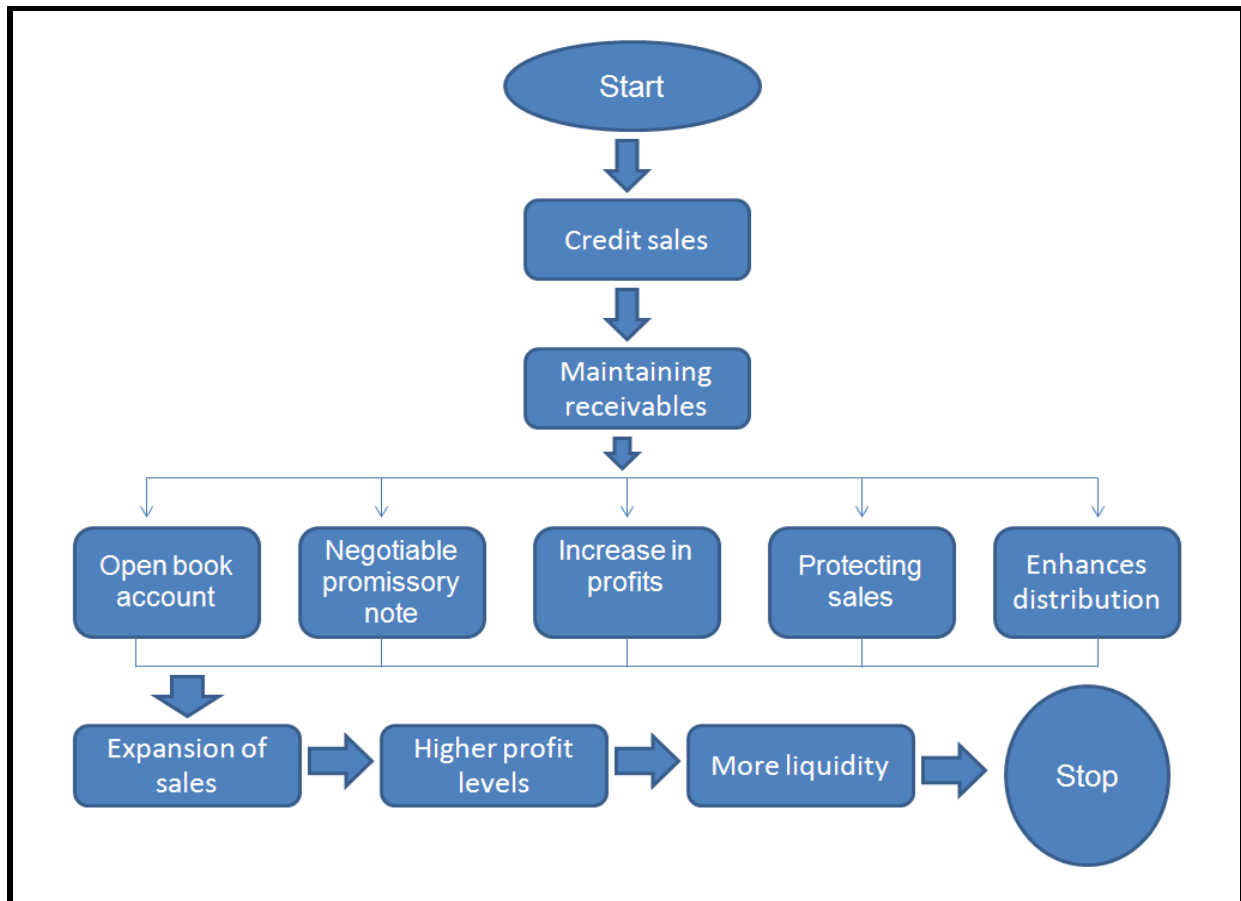 Start
Credit sales
Maintaining
receivables
Open book
account
Negotiable
promissory
note
Increase in
profits
Protecting
sales
Enhances
distribution
Expansion of
sales
Higher profit
levels
More liquidity
Stop